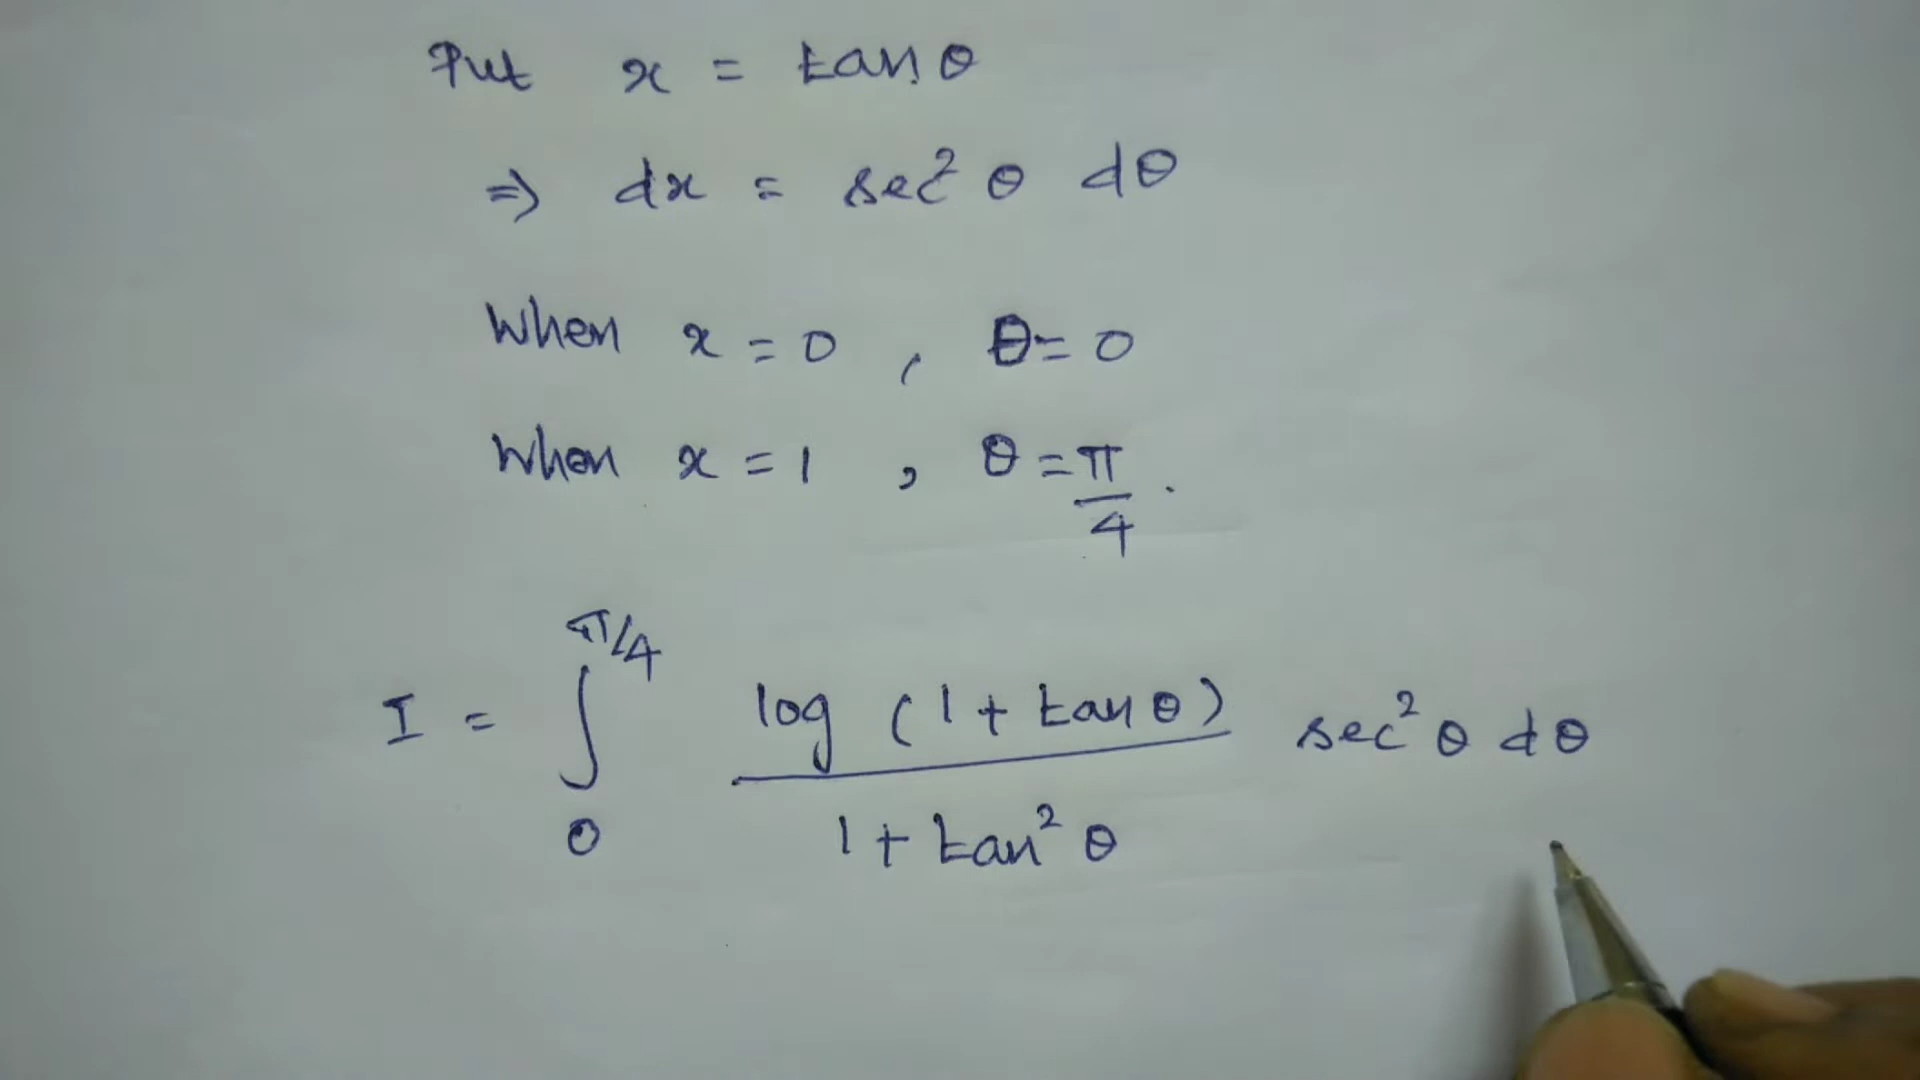 Put x = tan θ
⇒ dx = sec² θ dθ
When x = 0 , θ = 0
When x = 1 , θ = π/4 .
I = ∫₀^{π/4} log (1 + tan θ) / 1 + tan² θ sec² θ dθ